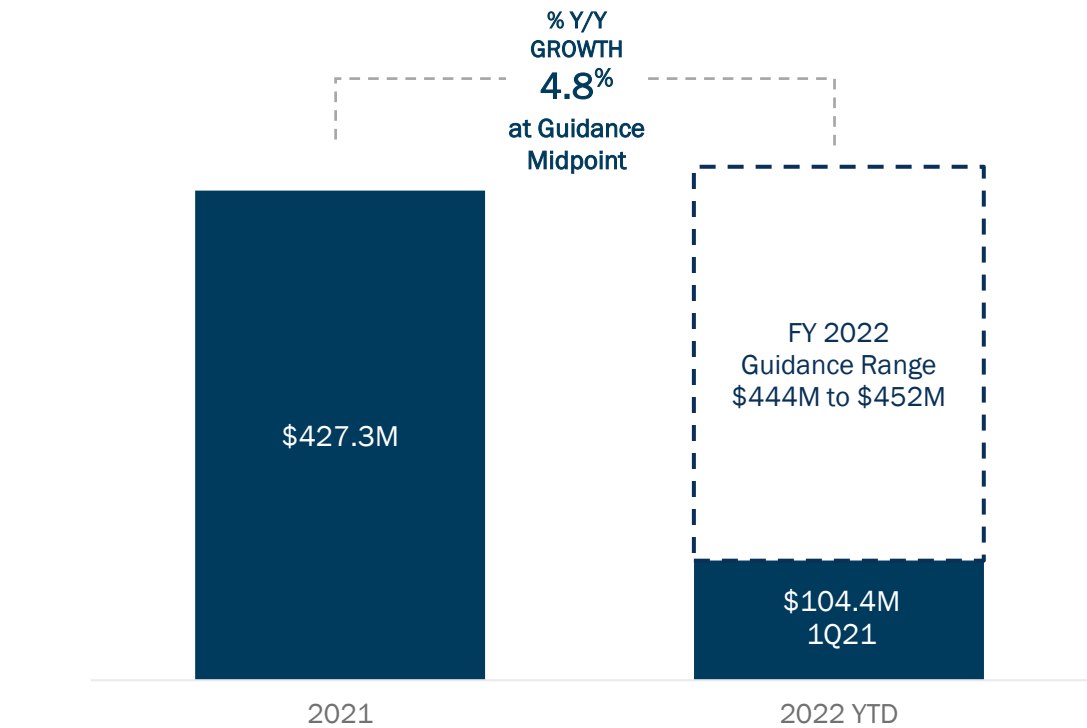 % Y/Y
GROWTH
4.8%
at Guidance
Midpoint
FY 2022
Guidance Range
$444M to $452M
$427.3M
$104.4M
1Q21
2021
2022 YTD